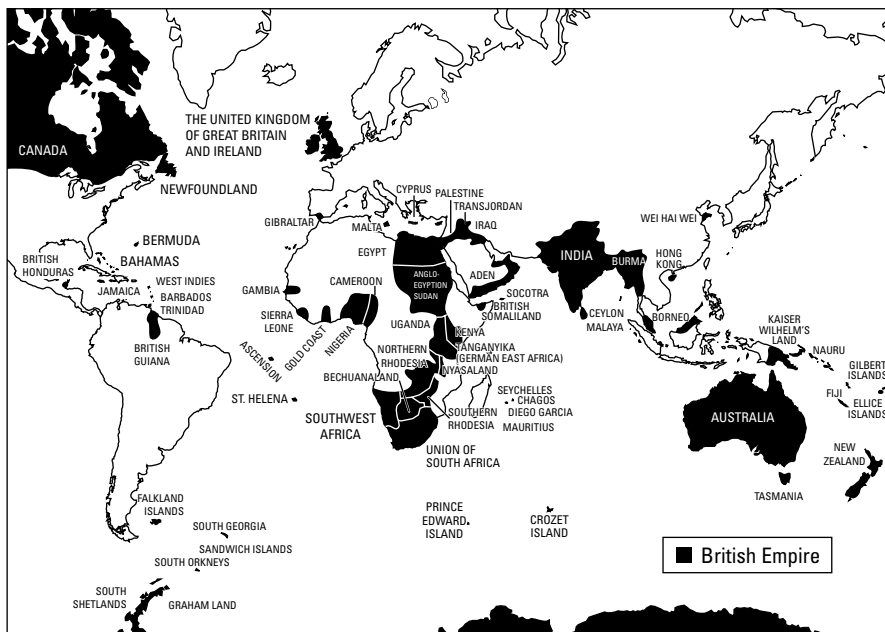 CANADA
THE UNITED KINGDOM
OF GREAT BRITAIN
AND IRELAND
NEWFOUNDLAND
BERMUDA
BAHAMAS
BRITISH
HONDURAS
JAMAICA
WEST INDIES
BARBADOS
TRINIDAD
BRITISH
GUIANA
GIBRALTAR
MALTA
CYPRUS
PALESTINE
TRANSJORDAN
IRAQ
EGYPT
ANGLO-
EGYPTION
SUDAN
ADEN
SOCOTRA
BRITISH
SOMALILAND
GAMBIA
CAMEROON
SIERRA
LEONE
GOLD COAST
NIGERIA
UGANDA
KENYA
TANGANYIKA
(GERMAN EAST AFRICA)
NORTHERN
RHODESIA
NYASALAND
BECHUANALAND
SOUTHWEST
AFRICA
SOUTHERN
RHODESIA
UNION OF
SOUTH AFRICA
ASCENSION
ST. HELENA
SEYCHELLES
CHAGOS
DIEGO GARCIA
MAURITIUS
INDIA
BURMA
WEI HAI WEI
HONG
KONG
CEYLON
MALAYA
BORNEO
KAISER
WILHELM'S
LAND
NAURU
GILBERT
ISLANDS
FIJI
ELLICE
ISLANDS
AUSTRALIA
NEW
ZEALAND
TASMANIA
FALKLAND
ISLANDS
SOUTH GEORGIA
SANDWICH ISLANDS
SOUTH ORKNEYS
SOUTH
SHETLANDS
GRAHAM LAND
PRINCE
EDWARD
ISLAND
CROZET
ISLAND
British Empire